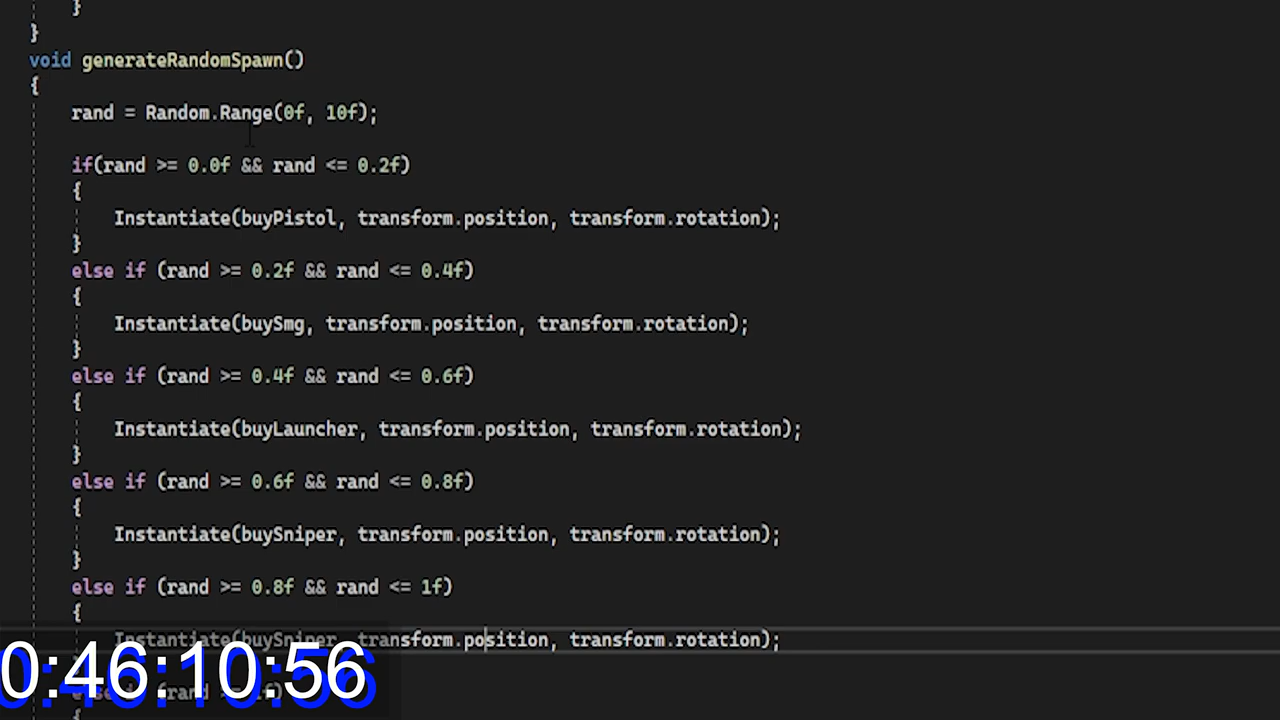 }
}
void generateRandomSpawn()
{
rand = Random.Range(0f, 10f);
if(rand >= 0.0f && rand <= 0.2f)
{
Instantiate(buyPistol, transform.position, transform.rotation);
}
else if (rand >= 0.2f && rand <= 0.4f)
{
Instantiate(buySmg, transform.position, transform.rotation);
}
else if (rand >= 0.4f && rand <= 0.6f)
{
Instantiate(buyLauncher, transform.position, transform.rotation);
}
else if (rand >= 0.6f && rand <= 0.8f)
{
Instantiate(buySniper, transform.position, transform.rotation);
}
else if (rand >= 0.8f && rand <= 1f)
{
Instantiate(buySniper, transform.position, transform.rotation);
0:46:10:56
{